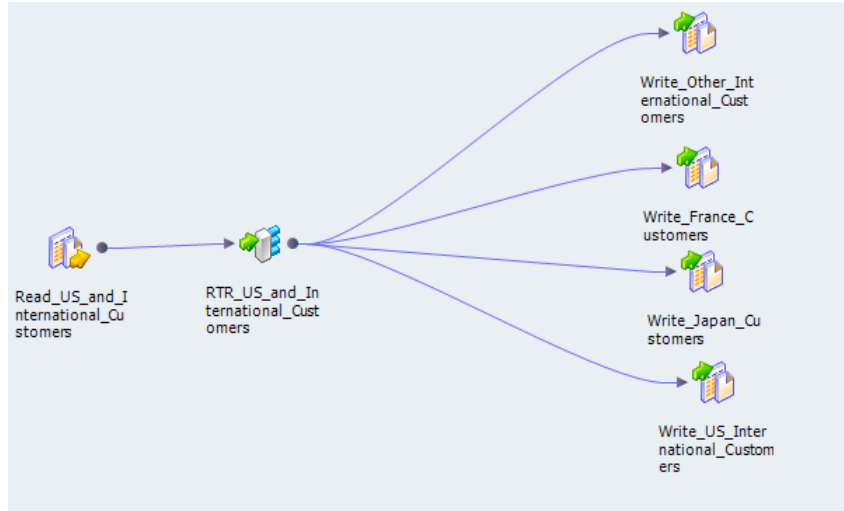 Read_US_and_I
nternational_Cu
stomers
RTR_US_and_In
ternational_Cust
omers
Write_Other_Int
ernational_Cust
omers
Write_France_C
ustomers
Write_Japan_Cu
stomers
Write_US_Inter
national_Custom
ers